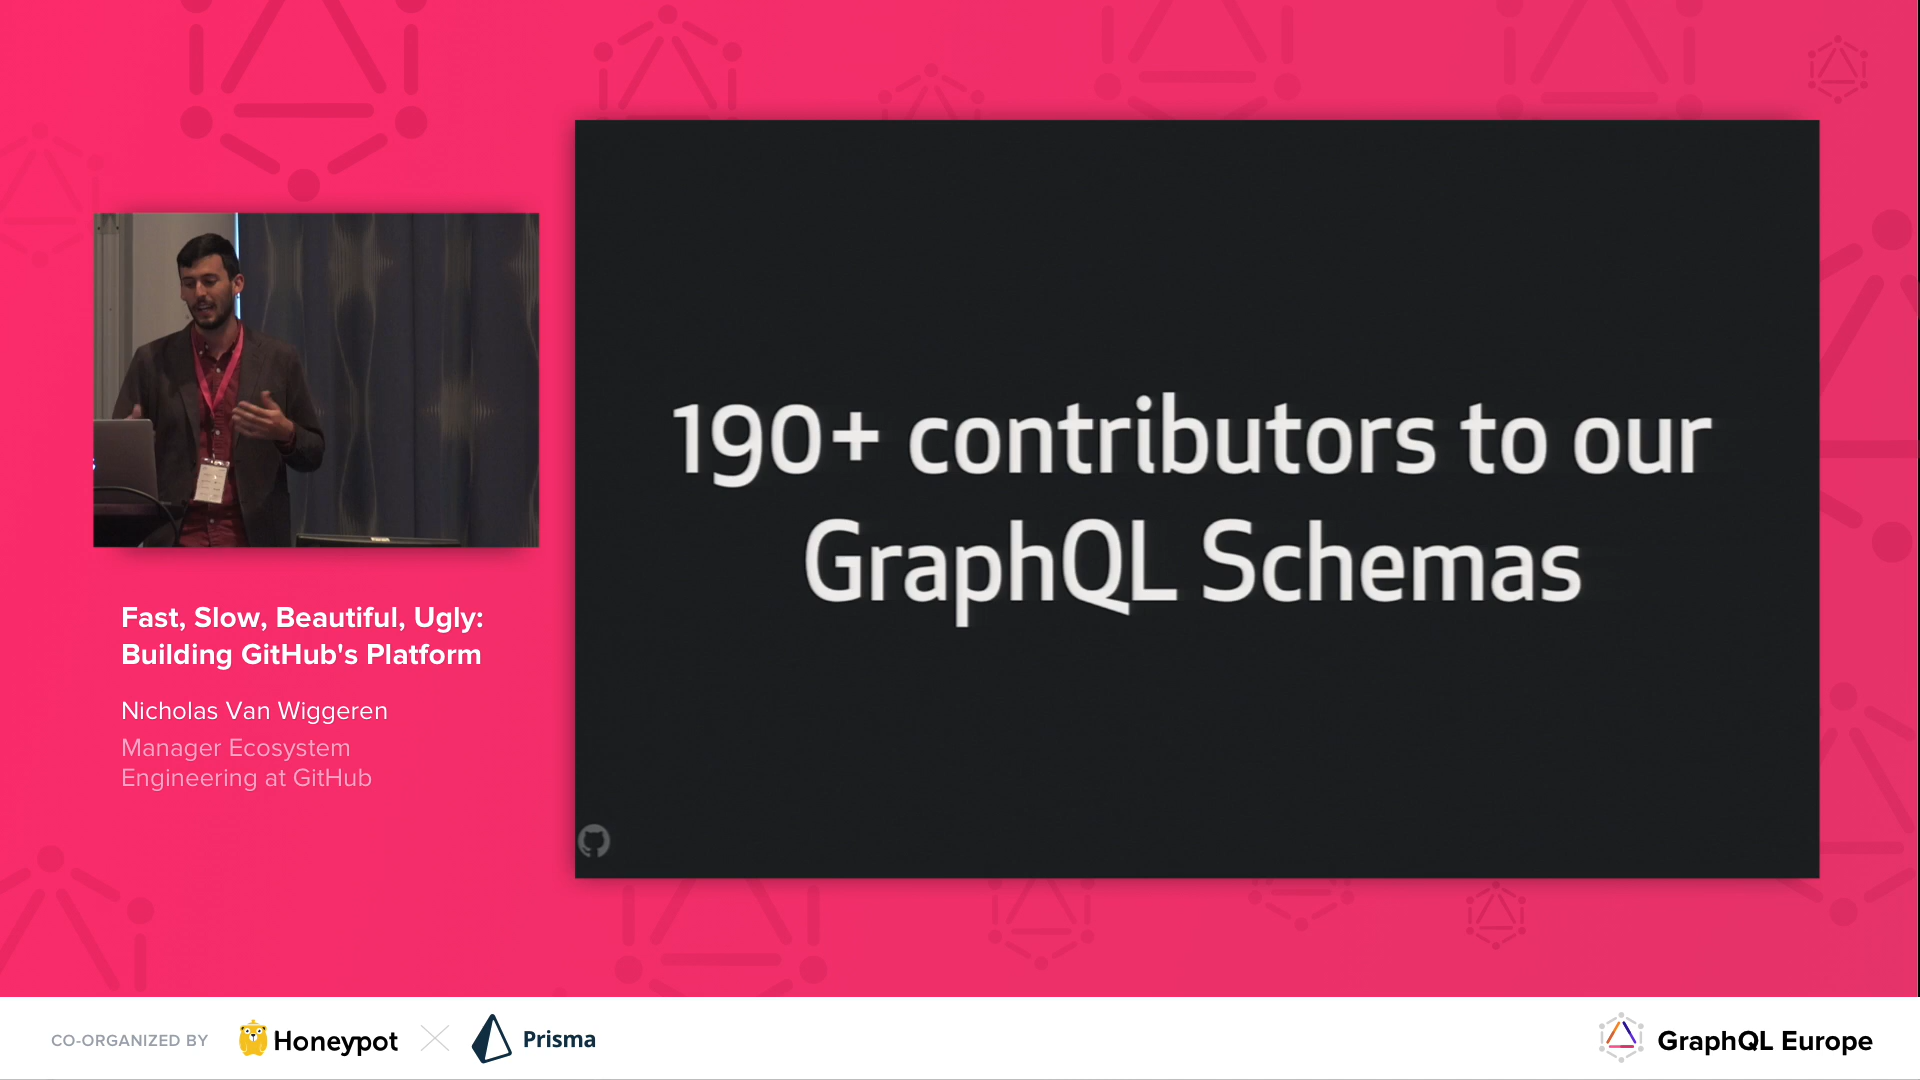 190+ contributors to our
GraphQL Schemas
Fast, Slow, Beautiful, Ugly:
Building GitHub's Platform
Nicholas Van Wiggeren
Manager Ecosystem
Engineering at GitHub
CO-ORGANIZED BY
Honeypot
Prisma
GraphQL Europe